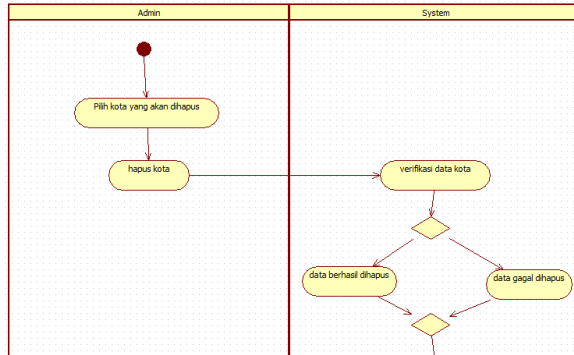 Admin
System
Pilih kota yang akan dihapus
hapus kota
verifikasi data kota
data berhasil dihapus
data gagal dihapus